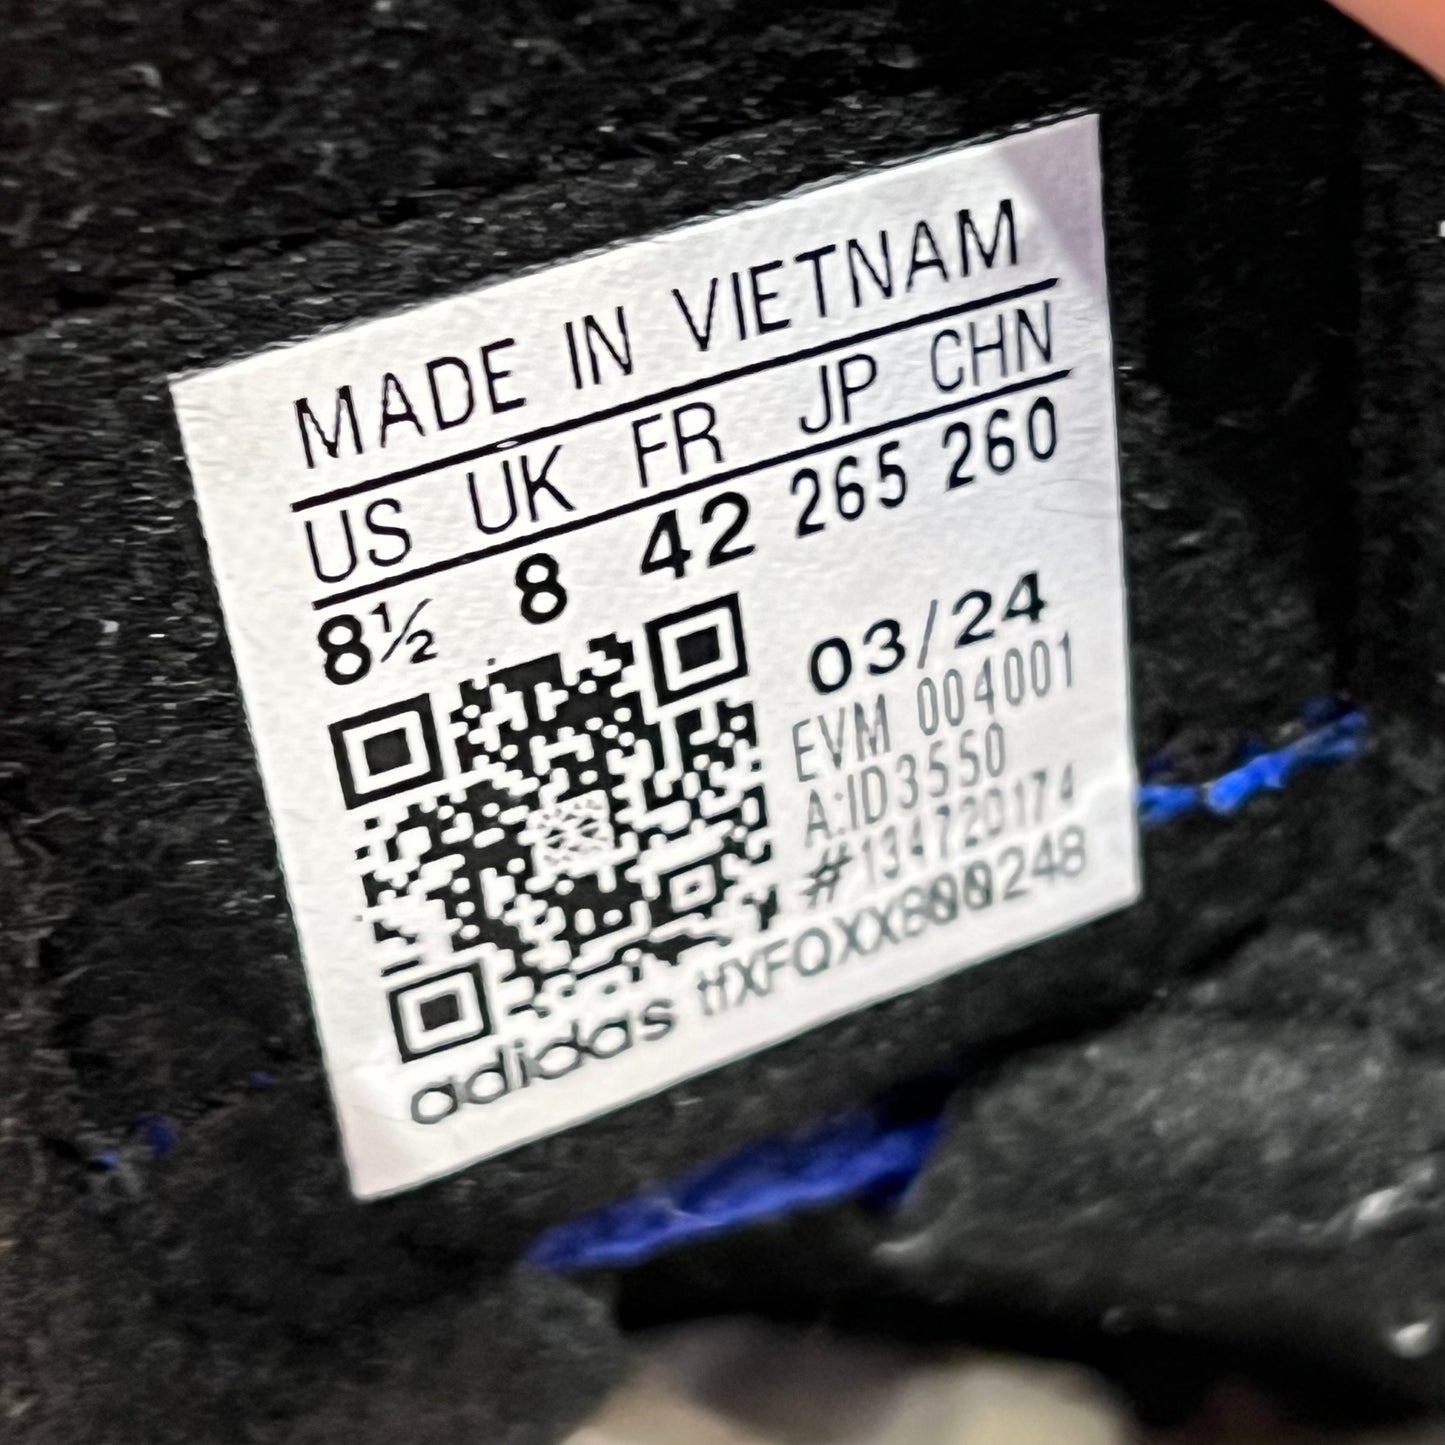 MADE IN VIETNAM
US UK FR JP CHN
8½ 8 42 265 260
03/24
EVM 004001
A:ID3550
#134720174
adidas tfXFQXXB00248